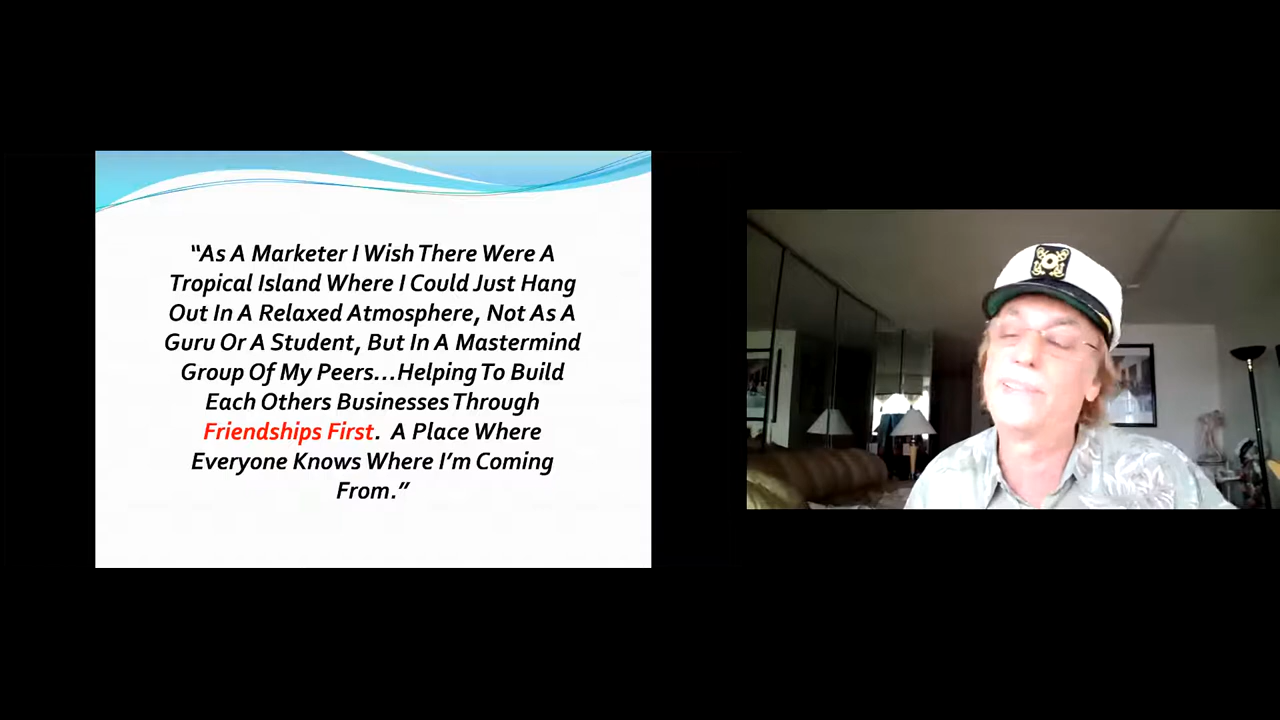 “As A Marketer I Wish There Were A
Tropical Island Where I Could Just Hang
Out In A Relaxed Atmosphere, Not As A
Guru Or A Student, But In A Mastermind
Group Of My Peers...Helping To Build
Each Others Businesses Through
Friendships First. A Place Where
Everyone Knows Where I’m Coming
From.”